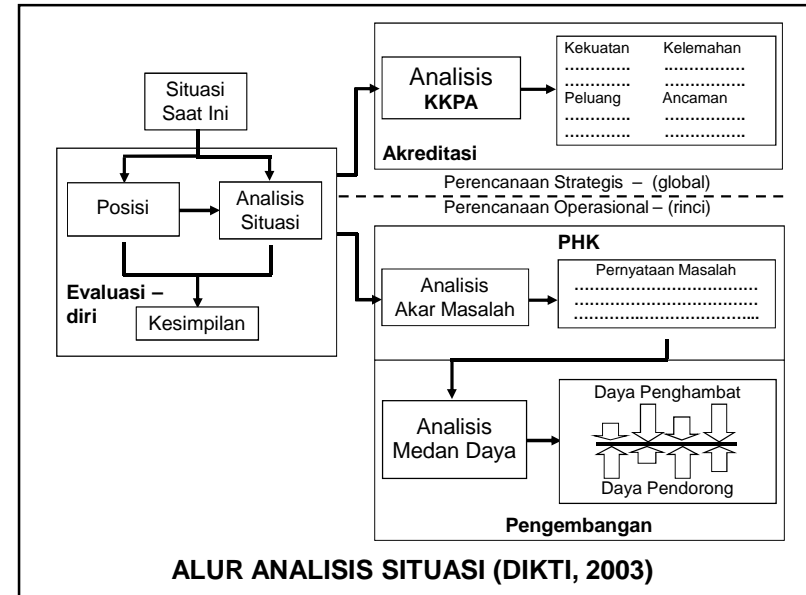 Situasi
Saat Ini
Posisi
Analisis
Situasi
Evaluasi –
diri
Kesimpilan
Analisis
KKPA
Kekuatan Kelemahan
…………. …………….
…………. …………….
Peluang Ancaman
…………. …………….
…………. …………….
Akreditasi
Perencanaan Strategis – (global)
Perencanaan Operasional – (rinci)
PHK
Analisis
Akar Masalah
Pernyataan Masalah
………………………………
………………………………
…………..…………………...
Analisis
Medan Daya
Daya Penghambat
Daya Pendorong
Pengembangan
ALUR ANALISIS SITUASI (DIKTI, 2003)